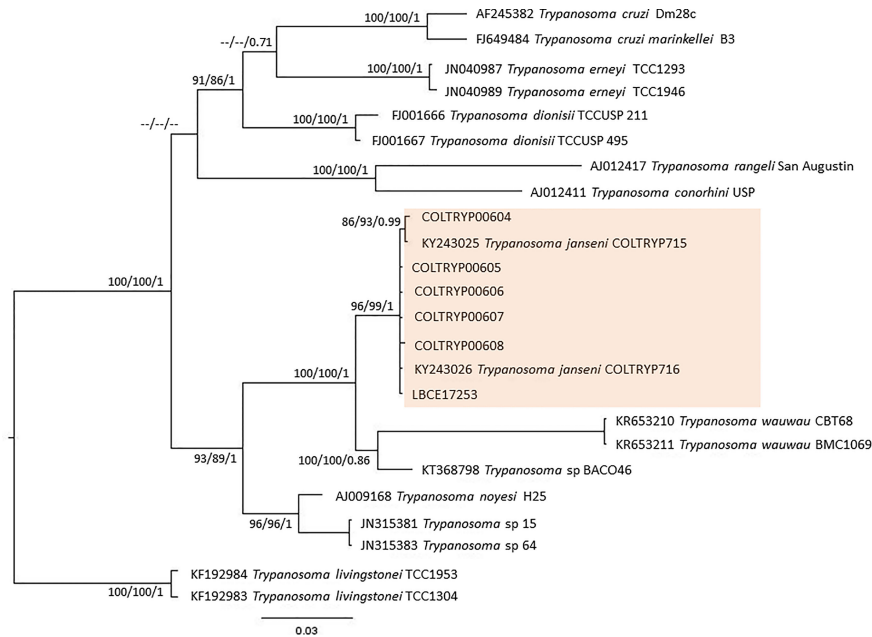 100/100/1 AF245382 Trypanosoma cruzi Dm28c
--/--/0.71 FJ649484 Trypanosoma cruzi marinkellei B3
100/100/1 JN040987 Trypanosoma erneyi TCC1293
91/86/1 JN040989 Trypanosoma erneyi TCC1946
100/100/1 FJ001666 Trypanosoma dionisii TCCUSP 211
--/--/--
FJ001667 Trypanosoma dionisii TCCUSP 495
100/100/1 AJ012417 Trypanosoma rangeli San Augustin
AJ012411 Trypanosoma conorhini USP
86/93/0.99 COLTRYP00604
KY243025 Trypanosoma janseni COLTRYP715
COLTRYP00605
100/100/1
COLTRYP00606
96/99/1
COLTRYP00607
COLTRYP00608
100/100/1 KY243026 Trypanosoma janseni COLTRYP716
LBCE17253
KR653210 Trypanosoma wauwau CBT68
KR653211 Trypanosoma wauwau BMC1069
93/89/1 100/100/0.86
KT368798 Trypanosoma sp BACO46
AJ009168 Trypanosoma noyesi H25
96/96/1 JN315381 Trypanosoma sp 15
JN315383 Trypanosoma sp 64
KF192984 Trypanosoma livingstonei TCC1953
100/100/1 KF192983 Trypanosoma livingstonei TCC1304
0.03